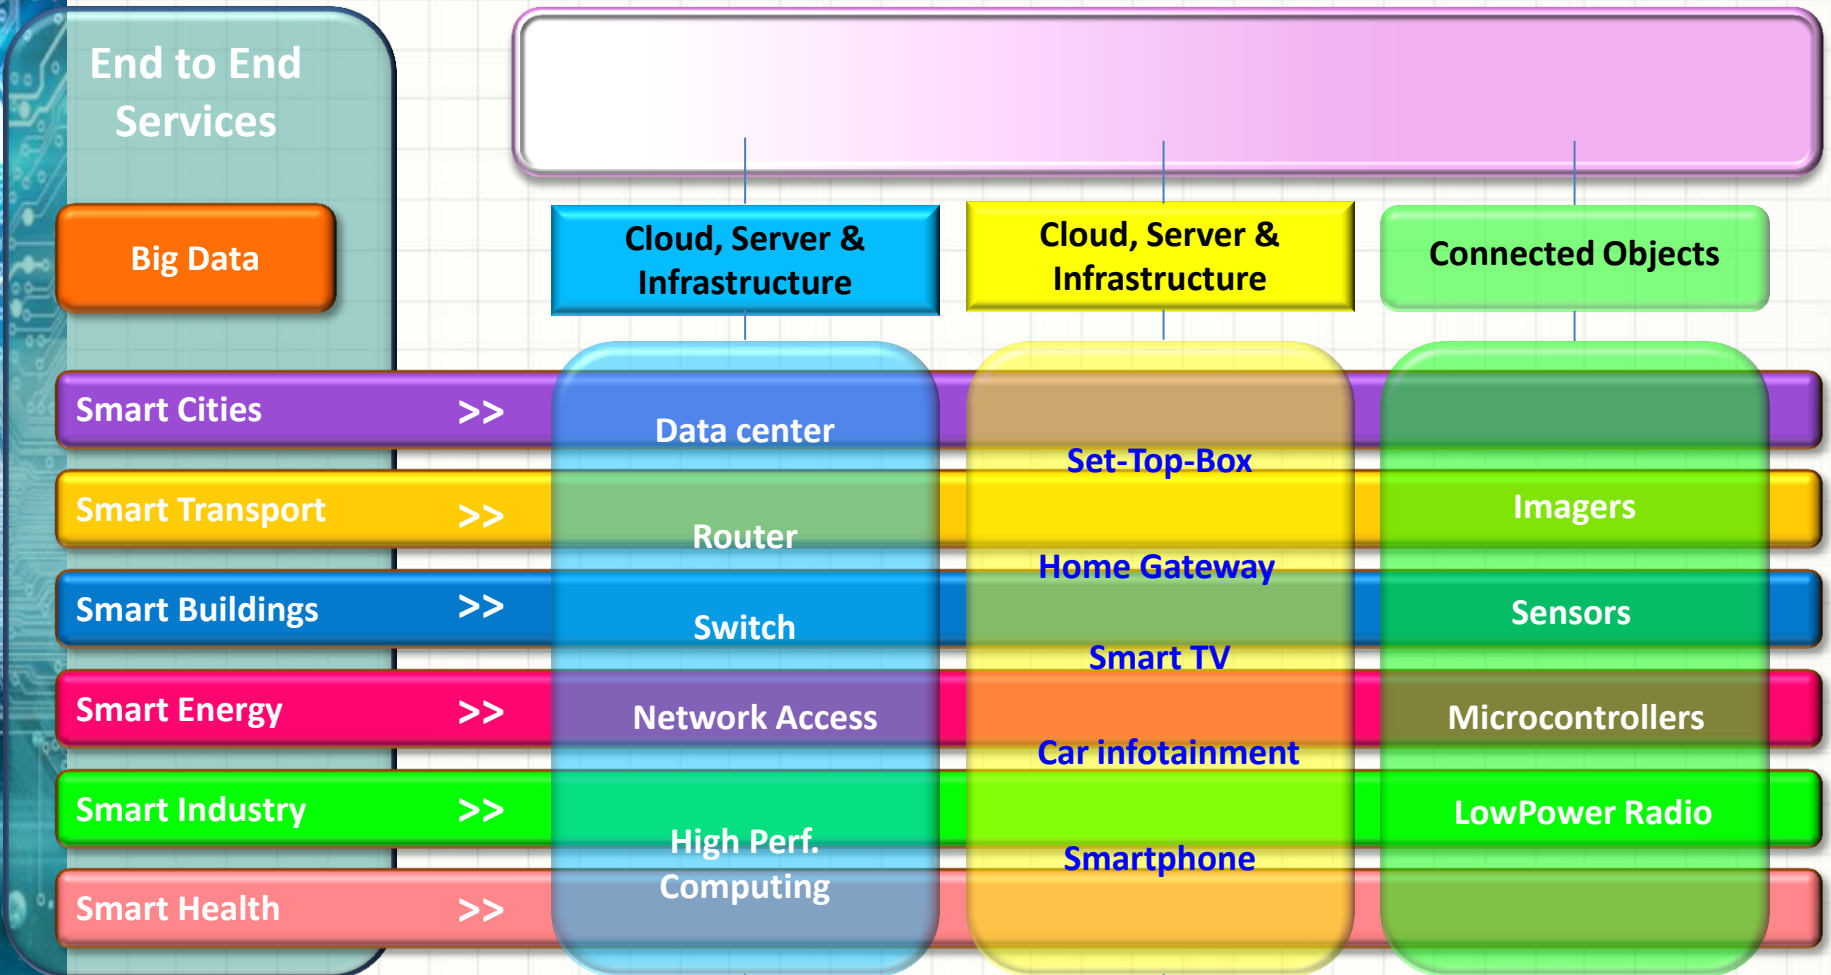 End to End
Services
Big Data
Cloud, Server &
Infrastructure
Cloud, Server &
Infrastructure
Connected Objects
Smart Cities >>
Smart Transport >>
Smart Buildings >>
Smart Energy >>
Smart Industry >>
Smart Health >>
Data center
Router
Switch
Network Access
High Perf.
Computing
Set-Top-Box
Home Gateway
Smart TV
Car infotainment
Smartphone
Imagers
Sensors
Microcontrollers
LowPower Radio